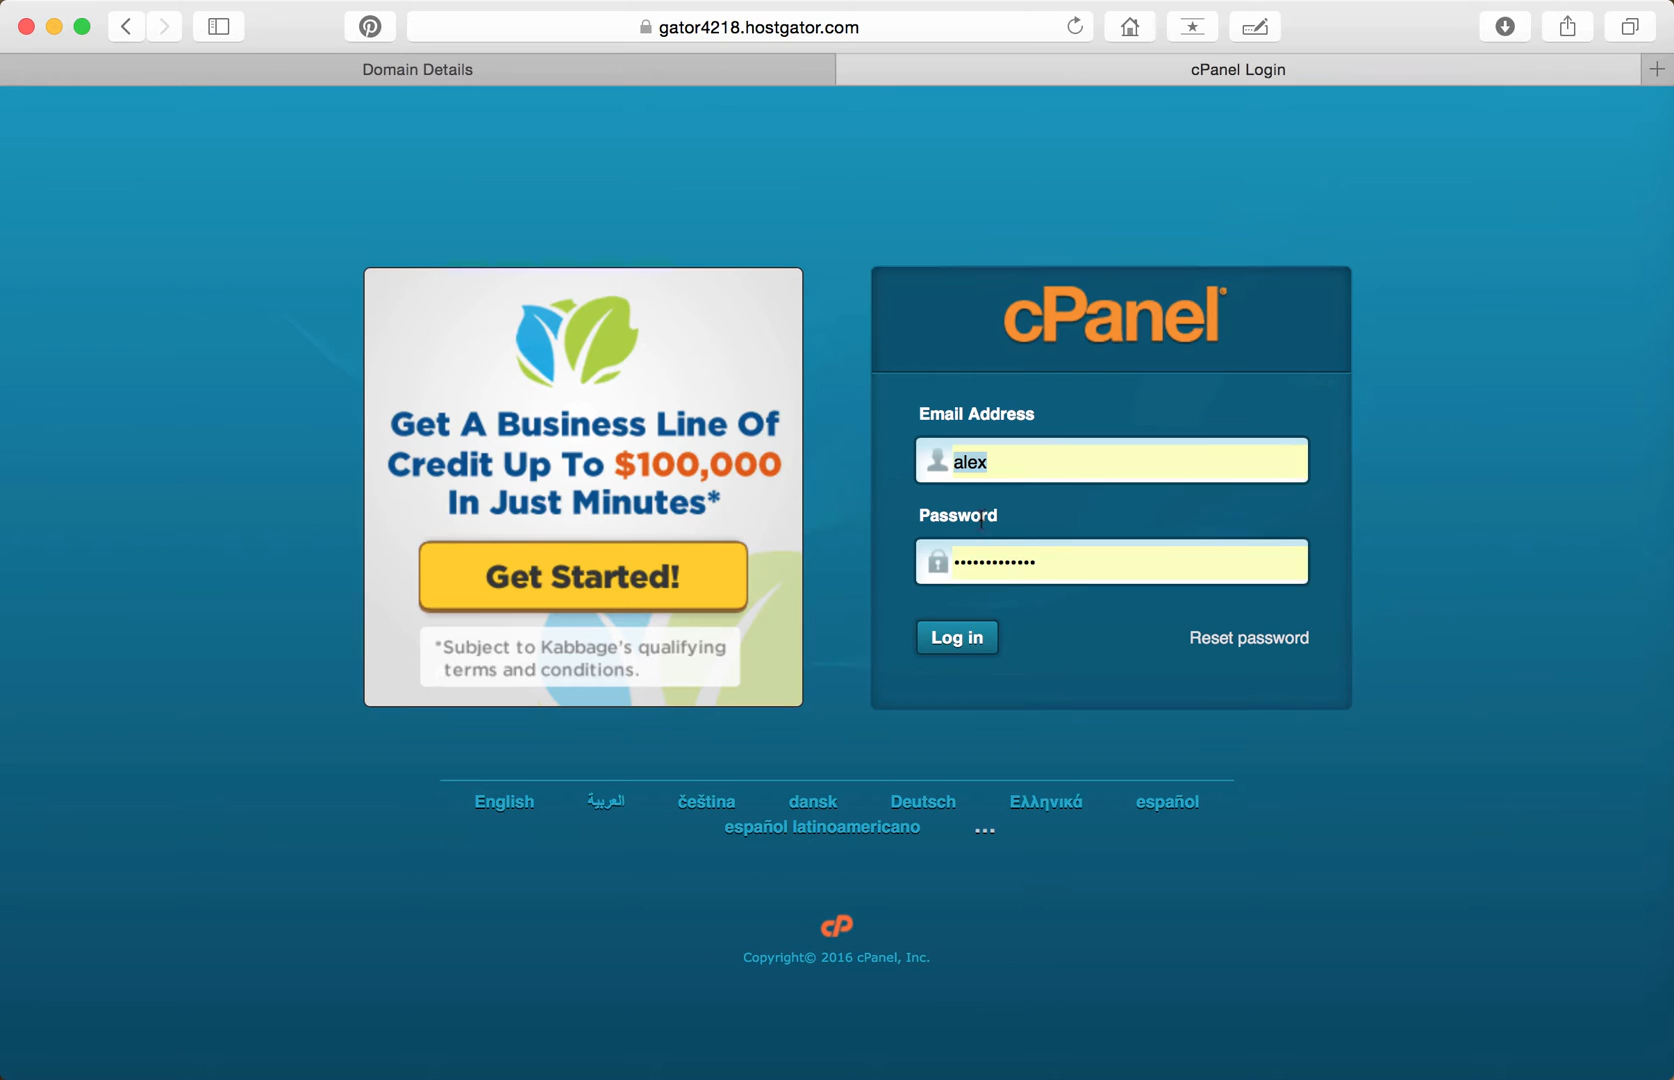 gator4218.hostgator.com
Domain Details
cPanel Login
Get A Business Line Of
Credit Up To $100,000
In Just Minutes*
Get Started!
*Subject to Kabbage's qualifying
terms and conditions.
cPanel®
Email Address
alex
Password
•••••••••••••
Log in
Reset password
English العربية čeština dansk Deutsch Ελληνικά español
español latinoamericano ...
cP
Copyright© 2016 cPanel, Inc.